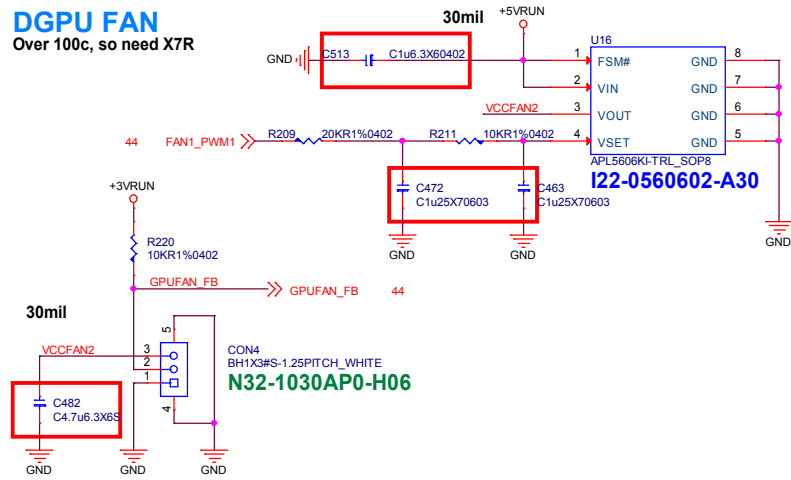 DGPU FAN
Over 100c, so need X7R
30mil
+5VRUN
GND
C513
C1u6.3X60402
U16
1
FSM#
GND
8
2
VIN
GND
7
VCCFAN2
3
VOUT
GND
6
4
VSET
GND
5
44
FAN1_PWM1
R209
20KR1%0402
R211
10KR1%0402
APL5606KI-TRL_SOP8
I22-0560602-A30
C472
C1u25X70603
C463
C1u25X70603
GND
GND
GND
+3VRUN
R220
10KR1%0402
GPUFAN_FB
GPUFAN_FB
44
30mil
VCCFAN2
5
3
2
1
4
CON4
BH1X3#S-1.25PITCH_WHITE
N32-1030AP0-H06
C482
C4.7u6.3X6S
GND
GND
GND